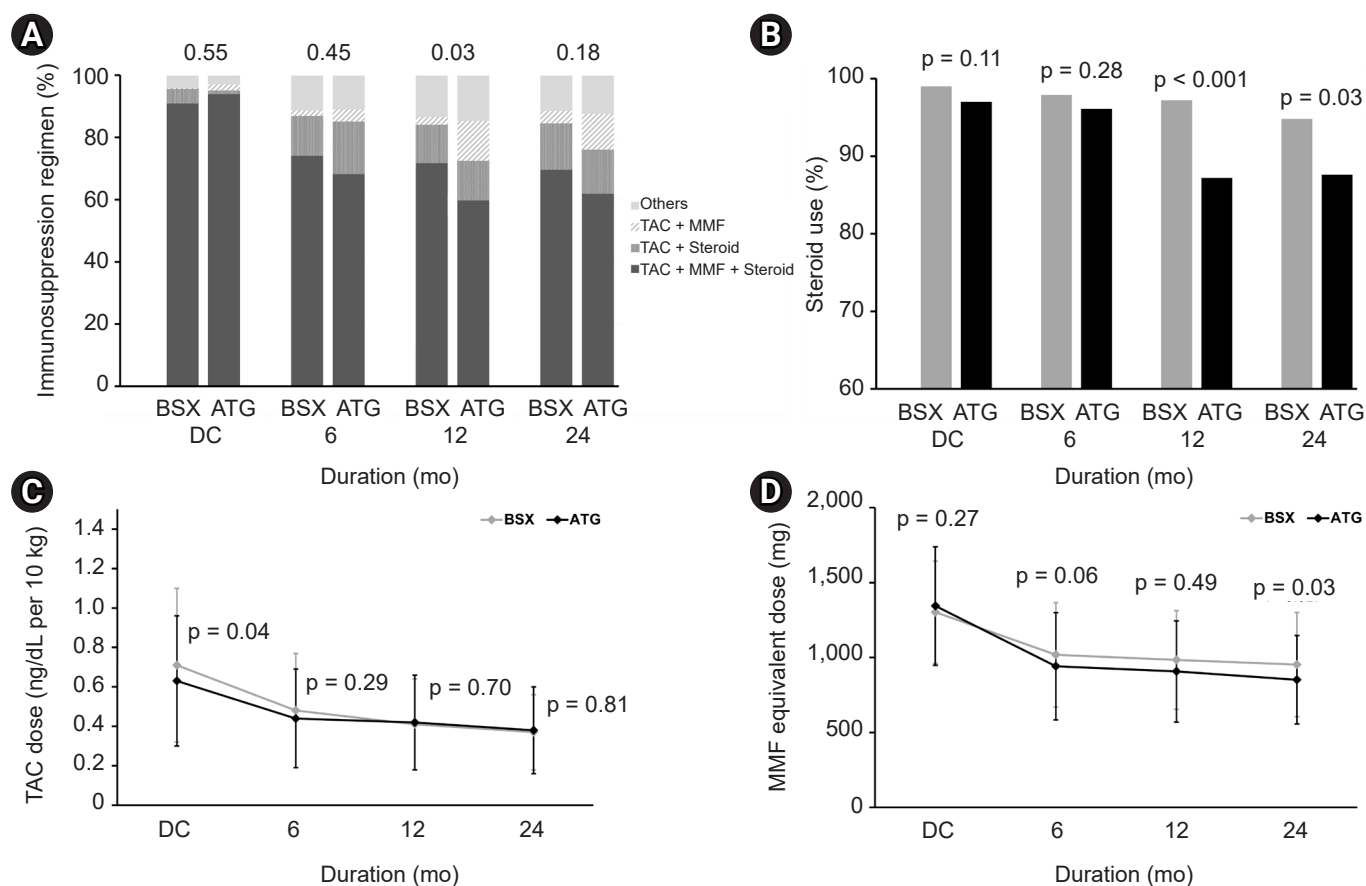 A
0.55 0.45 0.03 0.18
Immunosuppression regimen (%)
100
80
60
40
20
0
Others
TAC + MMF
TAC + Steroid
TAC + MMF + Steroid
BSX ATG BSX ATG BSX ATG BSX ATG
DC 6 12 24
Duration (mo)
B
p = 0.11 p = 0.28 p < 0.001 p = 0.03
Steroid use (%)
100
90
80
70
60
BSX ATG BSX ATG BSX ATG BSX ATG
DC 6 12 24
Duration (mo)
C
BSX ATG
TAC dose (ng/dL per 10 kg)
1.4
1.2
1.0
0.8
0.6
0.4
0.2
0
p = 0.04
p = 0.29
p = 0.70
p = 0.81
DC 6 12 24
Duration (mo)
D
BSX ATG
MMF equivalent dose (mg)
2,000
1,500
1,000
500
0
p = 0.27
p = 0.06
p = 0.49
p = 0.03
DC 6 12 24
Duration (mo)